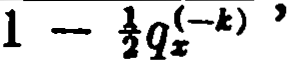 1 − ½q_x^{(−k)} ,